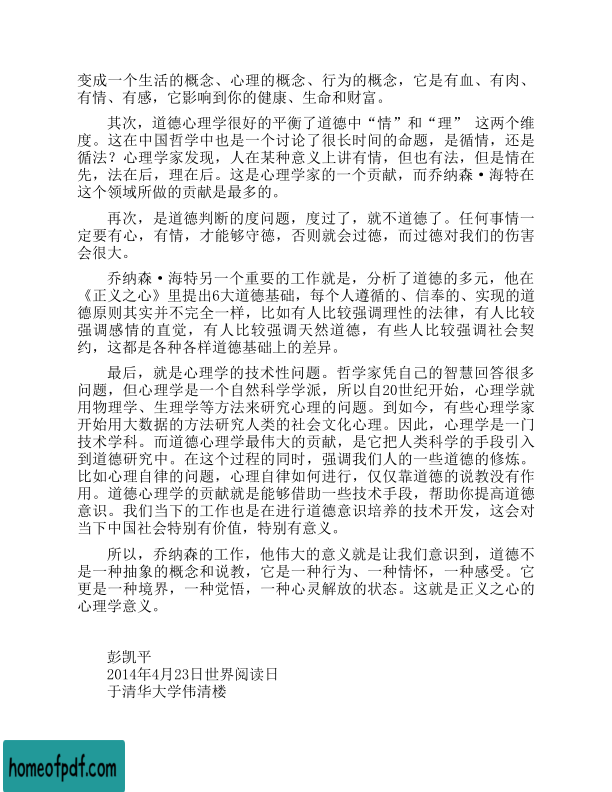 变成一个生活的概念、心理的概念、行为的概念，它是有血、有肉、
有情、有感，它影响到你的健康、生命和财富。
其次，道德心理学很好的平衡了道德中“情”和“理” 这两个维
度。这在中国哲学中也是一个讨论了很长时间的命题，是循情，还是
循法？心理学家发现，人在某种意义上讲有情，但也有法，但是情在
先，法在后，理在后。这是心理学家的一个贡献，而乔纳森·海特在
这个领域所做的贡献是最多的。
再次，是道德判断的度问题，度过了，就不道德了。任何事情一
定要有心，有情，才能够守德，否则就会过德，而过德对我们的伤害
会很大。
乔纳森·海特另一个重要的工作就是，分析了道德的多元，他在
《正义之心》里提出6大道德基础，每个人遵循的、信奉的、实现的道
德原则其实并不完全一样，比如有人比较强调理性的法律，有人比较
强调感情的直觉，有人比较强调天然道德，有些人比较强调社会契
约，这都是各种各样道德基础上的差异。
最后，就是心理学的技术性问题。哲学家凭自己的智慧回答很多
问题，但心理学是一个自然科学学派，所以自20世纪开始，心理学就
用物理学、生理学等方法来研究心理的问题。到如今，有些心理学家
开始用大数据的方法研究人类的社会文化心理。因此，心理学是一门
技术学科。而道德心理学最伟大的贡献，是它把人类科学的手段引入
到道德研究中。在这个过程的同时，强调我们人的一些道德的修炼。
比如心理自律的问题，心理自律如何进行，仅仅靠道德的说教没有作
用。道德心理学的贡献就是能够借助一些技术手段，帮助你提高道德
意识。我们当下的工作也是在进行道德意识培养的技术开发，这会对
当下中国社会特别有价值，特别有意义。
所以，乔纳森的工作，他伟大的意义就是让我们意识到，道德不
是一种抽象的概念和说教，它是一种行为、一种情怀，一种感受。它
更是一种境界，一种觉悟，一种心灵解放的状态。这就是正义之心的
心理学意义。
彭凯平
2014年4月23日世界阅读日
于清华大学伟清楼
homeofpdf.com